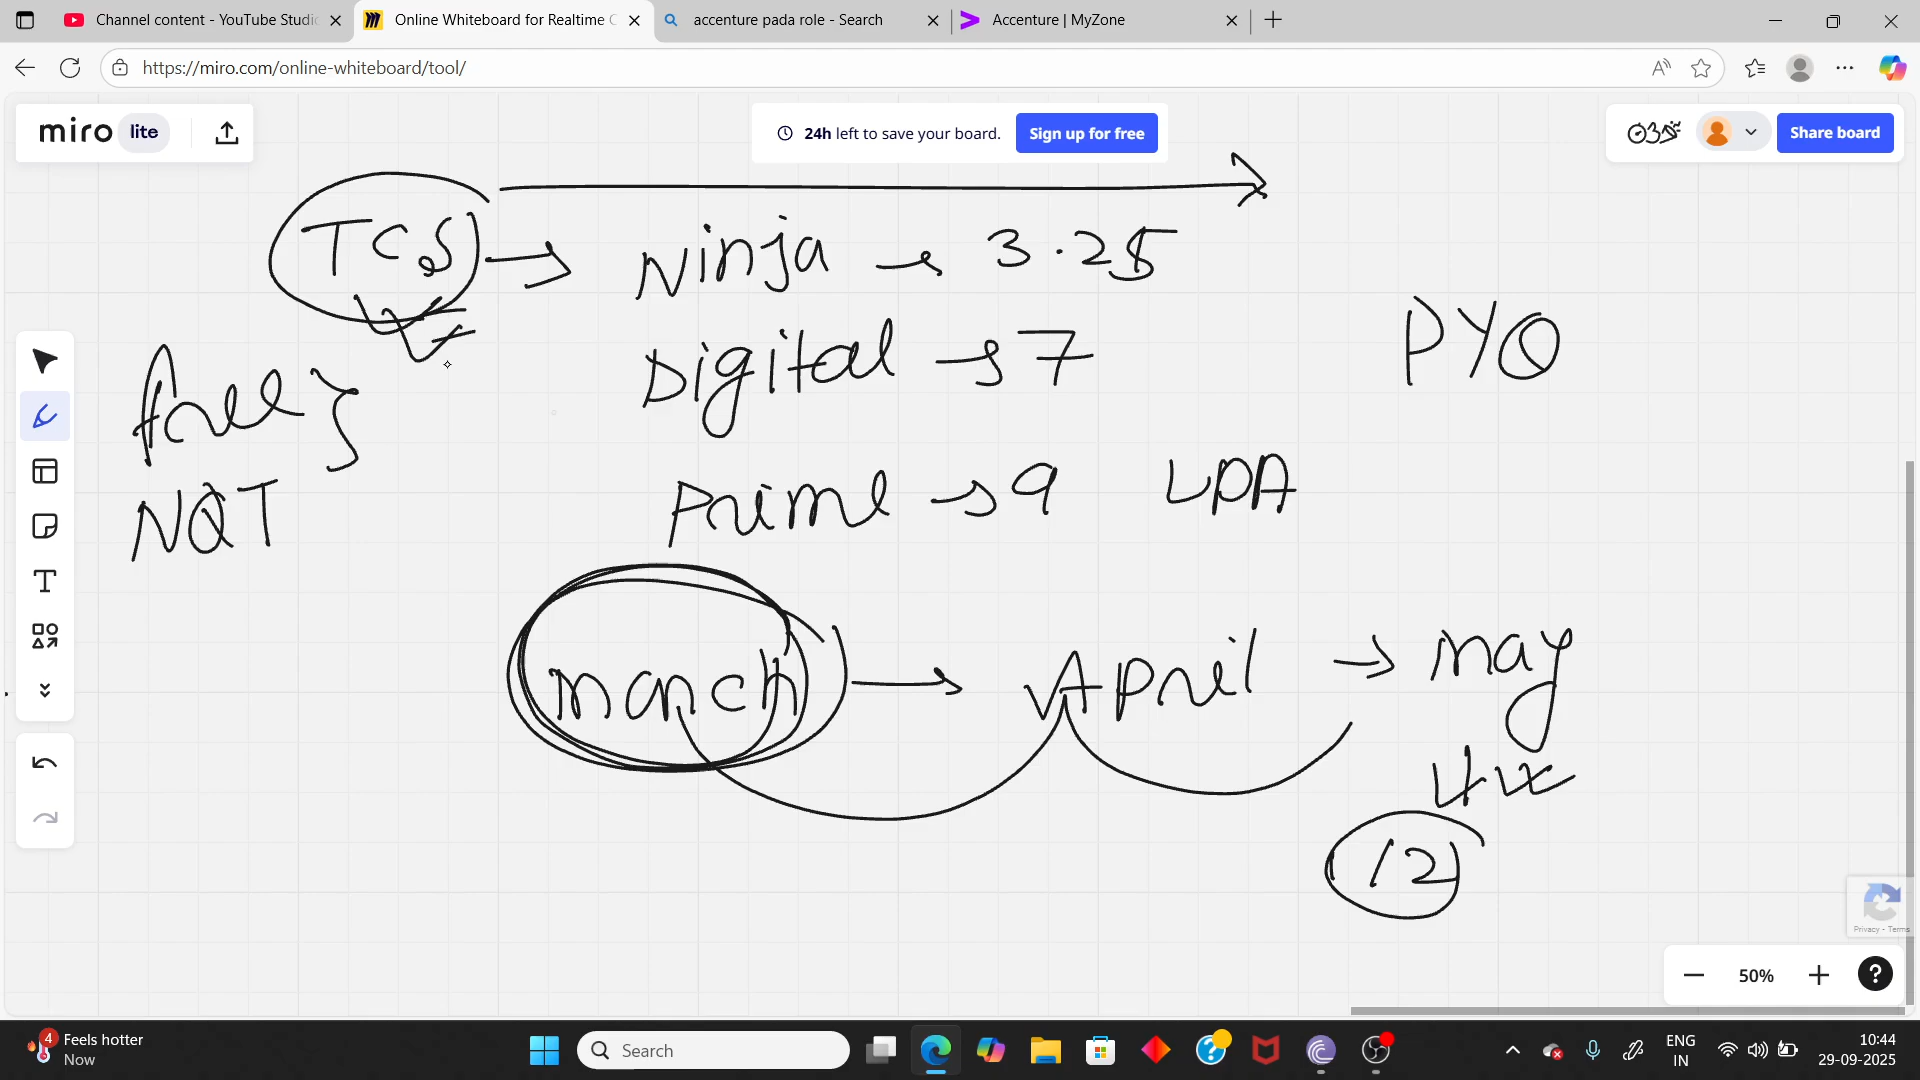 Channel content - YouTube Studio
Online Whiteboard for Realtime C
accenture pada role - Search
Accenture | MyZone
https://miro.com/online-whiteboard/tool/
miro lite
24h left to save your board.
Sign up for free
Share board
TCS → Ninja → 3.25
Digital → 7
PYQ
free
NQT
Prime → 9 LPA
march → April → may
12
Privacy - Terms
50%
?
4
Feels hotter
Now
Search
ENG
IN
10:44
29-09-2025